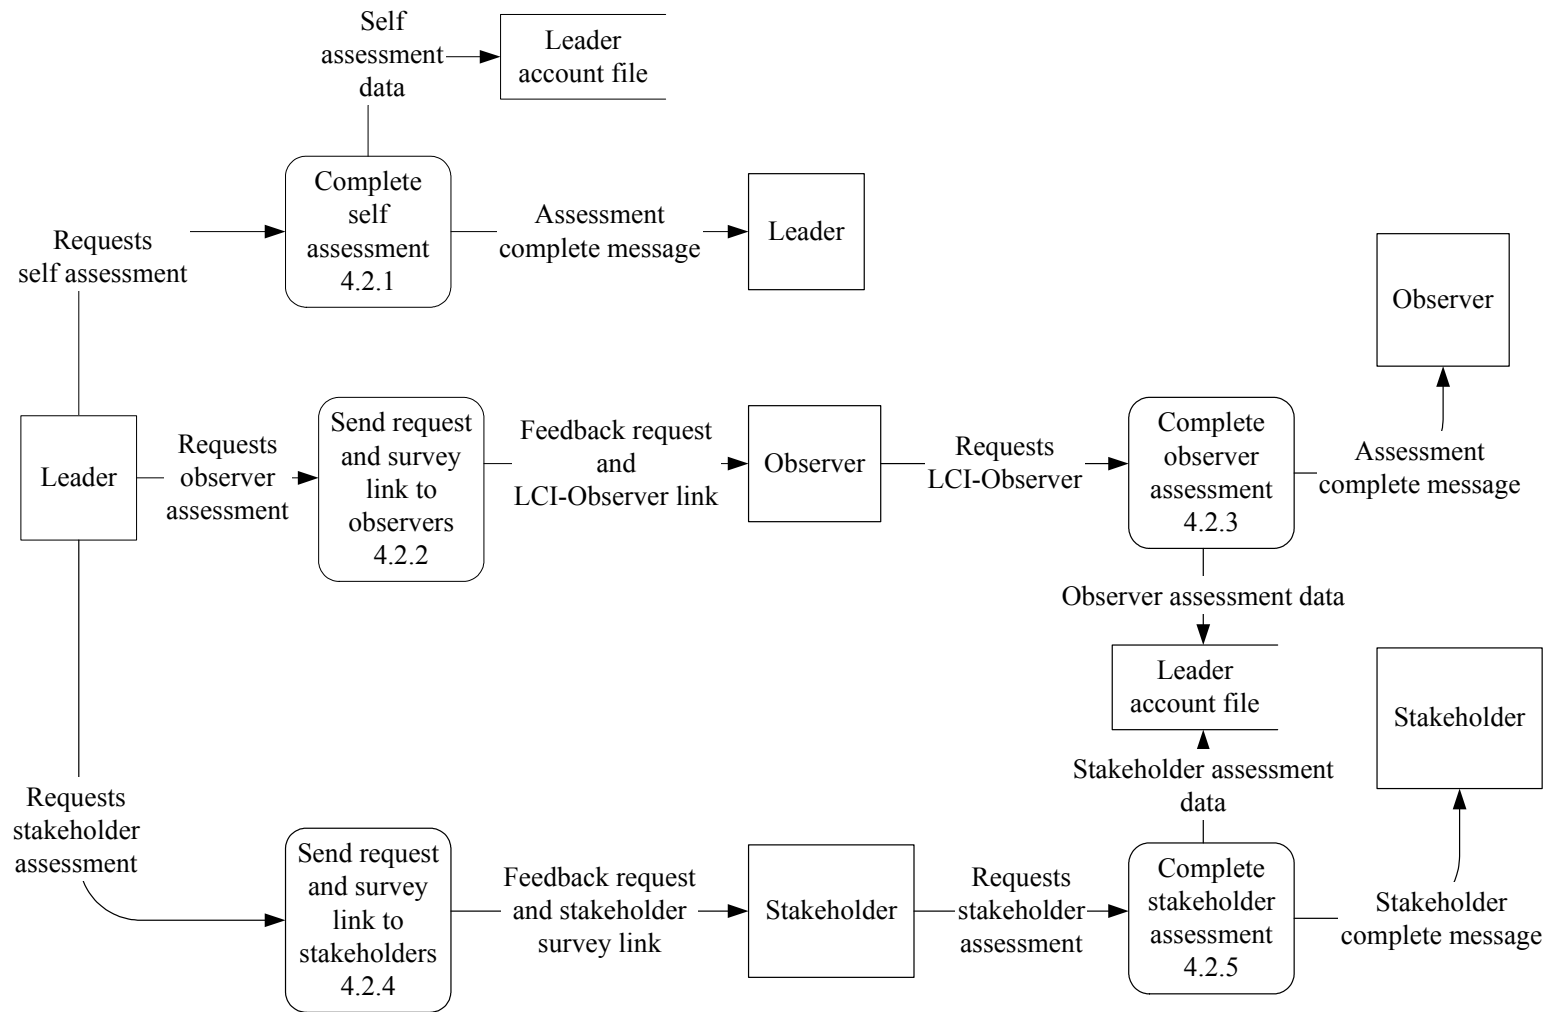 Self
assessment
data
Leader
account file
Complete
self
assessment
4.2.1
Assessment
complete message
Leader
Requests
self assessment
Observer
Leader
Requests
observer
assessment
Send request
and survey
link to
observers
4.2.2
Feedback request
and
LCI-Observer link
Observer
Requests
LCI-Observer
Complete
observer
assessment
4.2.3
Assessment
complete message
Observer assessment data
Leader
account file
Stakeholder
Stakeholder assessment
data
Requests
stakeholder
assessment
Send request
and survey
link to
stakeholders
4.2.4
Feedback request
and stakeholder
survey link
Stakeholder
Requests
stakeholder
assessment
Complete
stakeholder
assessment
4.2.5
Stakeholder
complete message